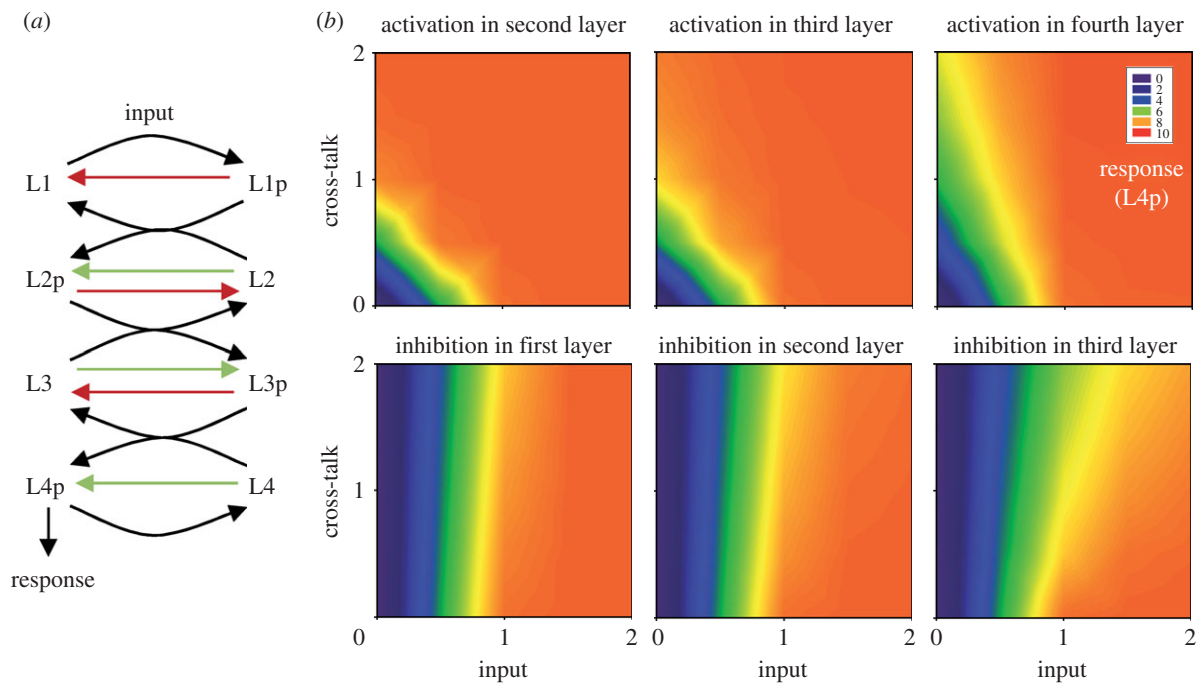 (a)
input
L1
L1p
L2p
L2
L3
L3p
L4p
L4
response
(b)
activation in second layer
activation in third layer
activation in fourth layer
2
cross-talk
1
0
0
2
4
6
8
10
response
(L4p)
inhibition in first layer
inhibition in second layer
inhibition in third layer
2
cross-talk
1
0
1
2
0
1
2
0
1
2
input
input
input